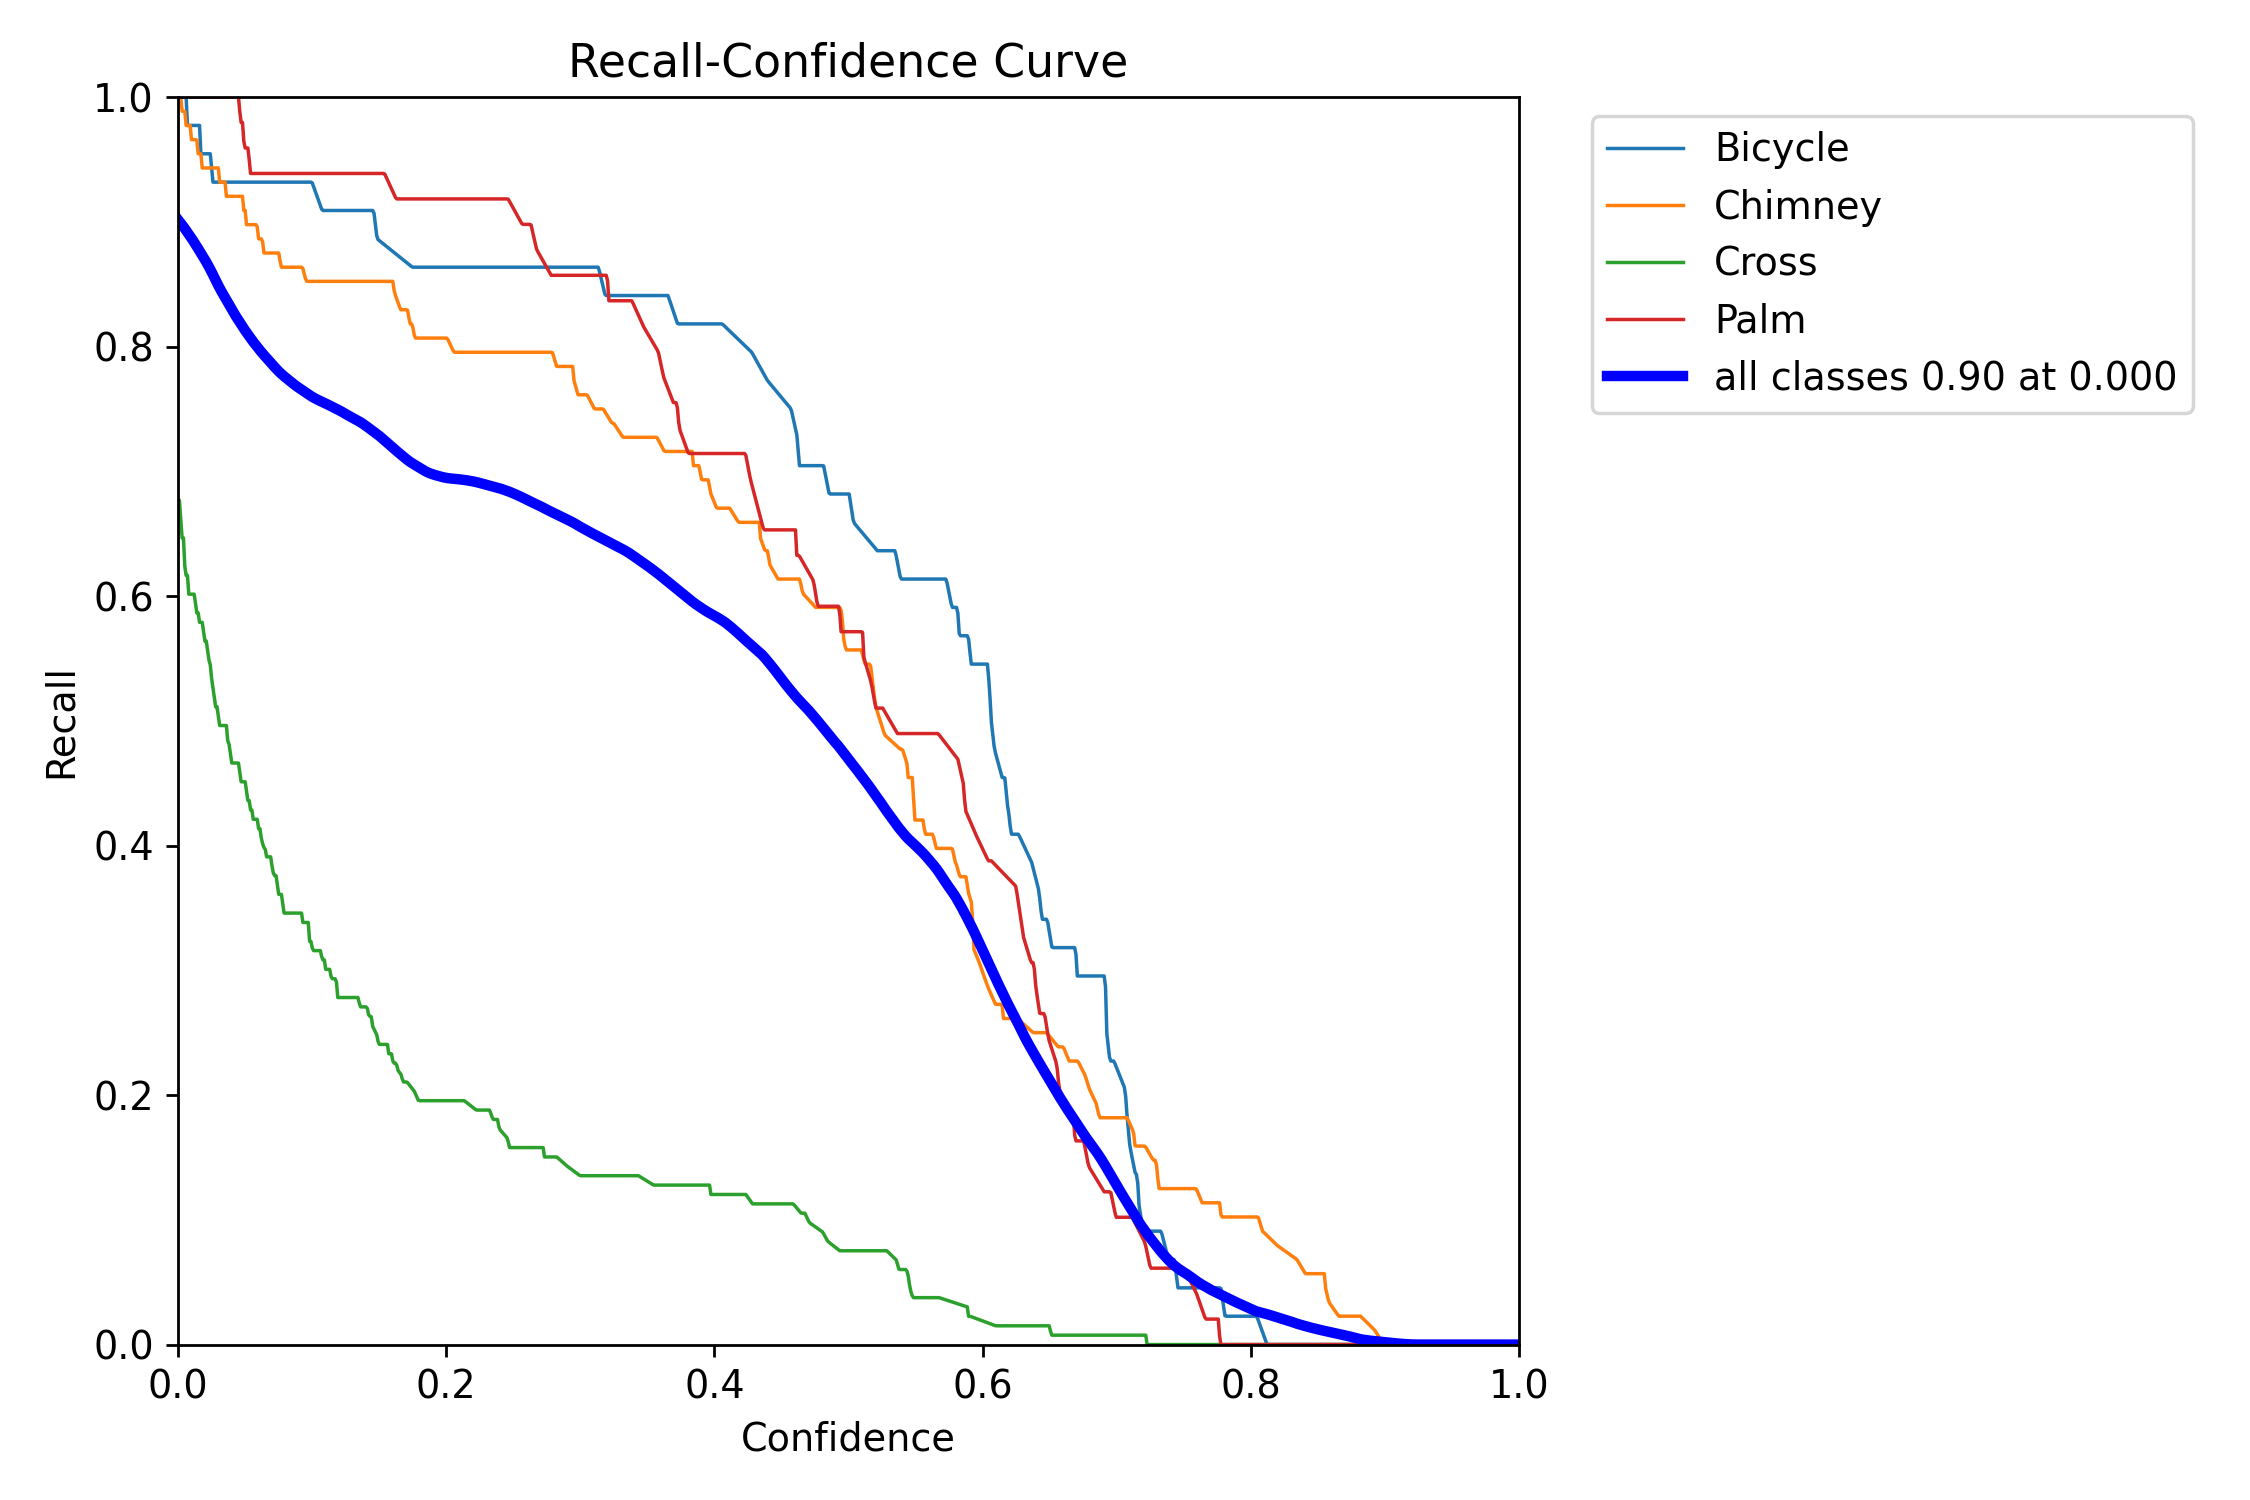 Recall-Confidence Curve
1.0
0.8
0.6
0.4
0.2
0.0
Recall
0.0 0.2 0.4 0.6 0.8 1.0
Confidence
Bicycle
Chimney
Cross
Palm
all classes 0.90 at 0.000